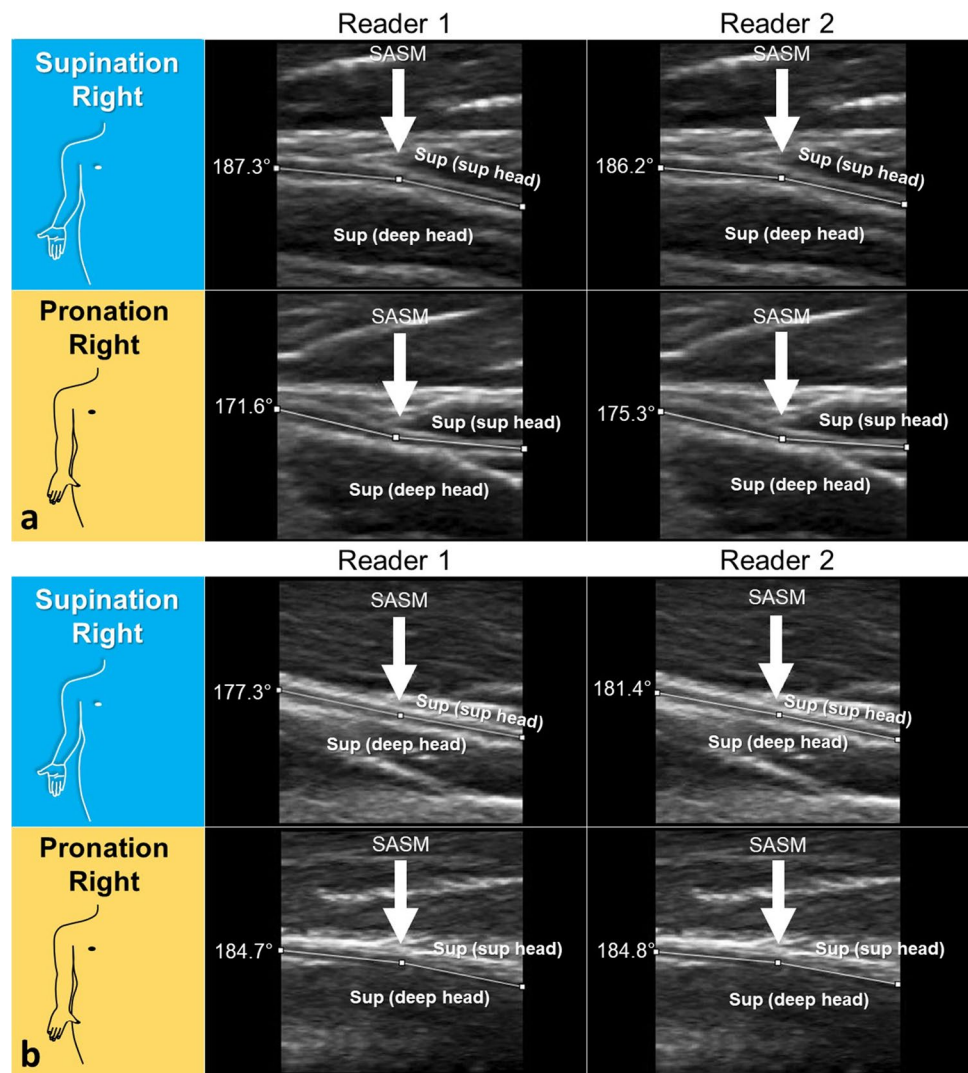 Reader 1
Reader 2
Supination
Right
SASM
187.3°
Sup (sup head)
Sup (deep head)
SASM
186.2°
Sup (sup head)
Sup (deep head)
Pronation
Right
a
SASM
171.6°
Sup (sup head)
Sup (deep head)
SASM
175.3°
Sup (sup head)
Sup (deep head)
Reader 1
Reader 2
Supination
Right
SASM
177.3°
Sup (sup head)
Sup (deep head)
SASM
181.4°
Sup (sup head)
Sup (deep head)
Pronation
Right
b
SASM
184.7°
Sup (sup head)
Sup (deep head)
SASM
184.8°
Sup (sup head)
Sup (deep head)